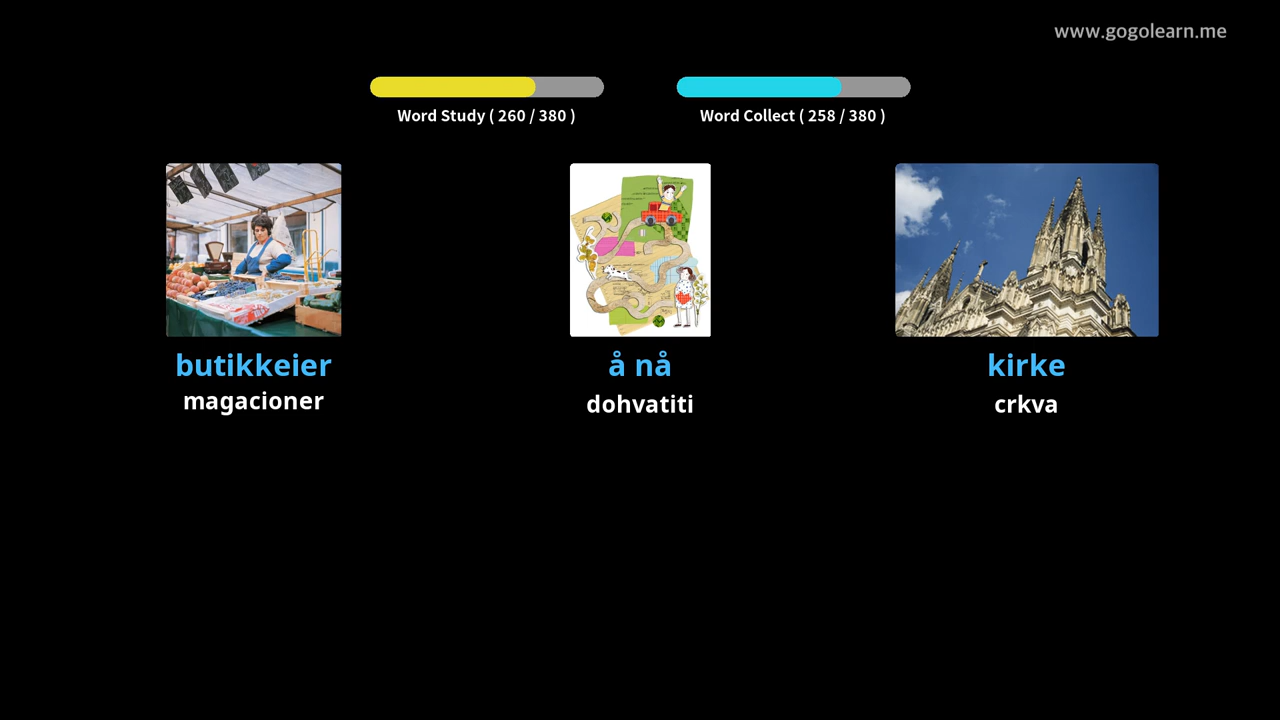 www.gogolearn.me
Word Study ( 260 / 380 )
Word Collect ( 258 / 380 )
butikkeier
å nå
kirke
magacioner
dohvatiti
crkva